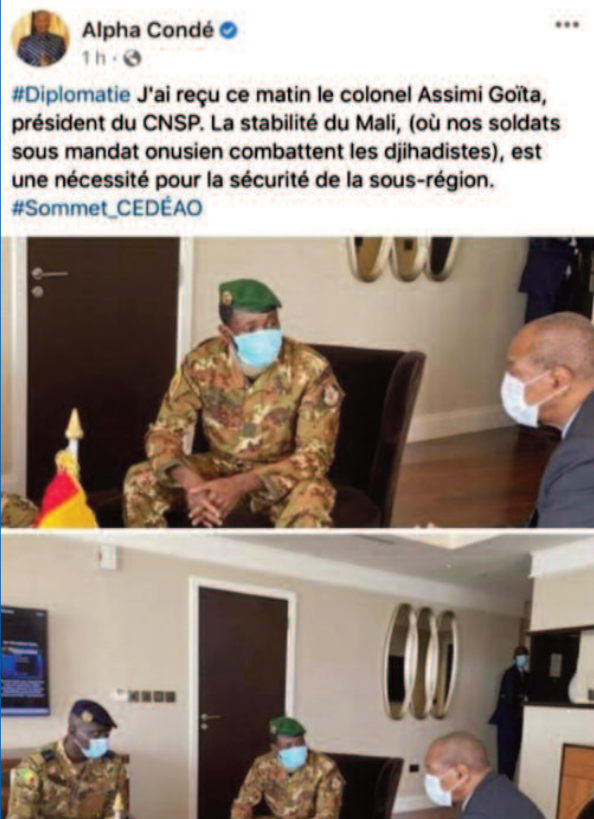 Alpha Condé
1 h
#Diplomatie J'ai reçu ce matin le colonel Assimi Goïta,
président du CNSP. La stabilité du Mali, (où nos soldats
sous mandat onusien combattent les djihadistes), est
une nécessité pour la sécurité de la sous-région.
#Sommet_CEDÉAO